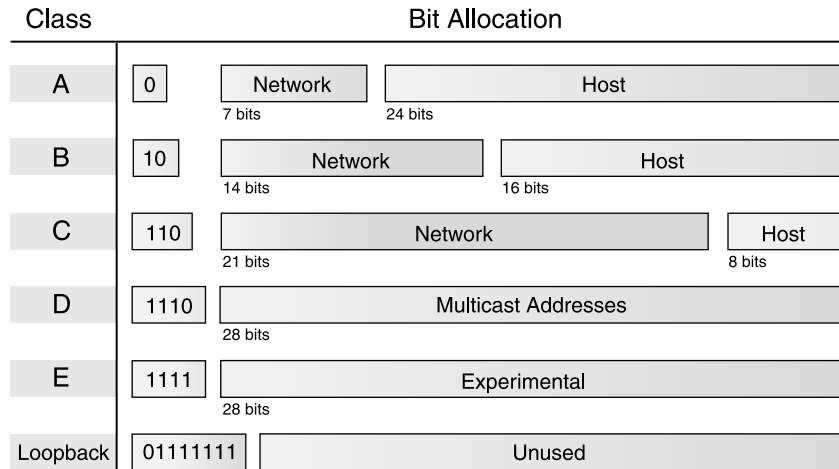 Class Bit Allocation
A 0 Network Host
7 bits 24 bits
B 10 Network Host
14 bits 16 bits
C 110 Network Host
21 bits 8 bits
D 1110 Multicast Addresses
28 bits
E 1111 Experimental
28 bits
Loopback 01111111 Unused